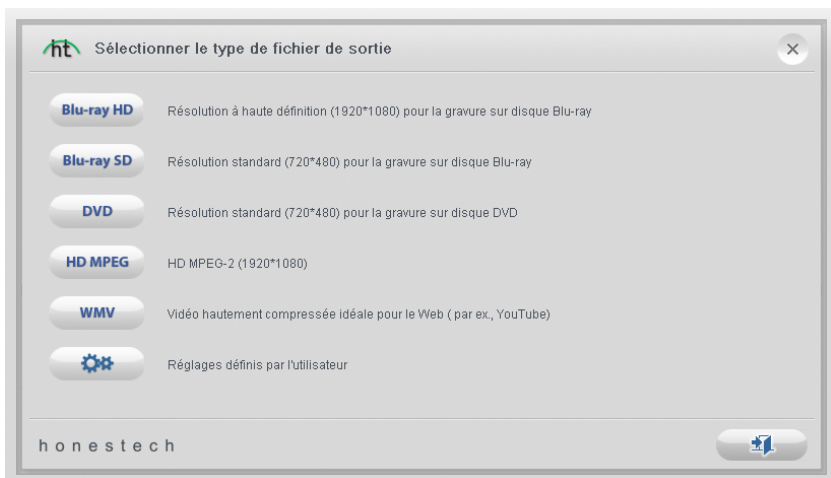 ht Sélectionner le type de fichier de sortie
Blu-ray HD Résolution à haute définition (1920*1080) pour la gravure sur disque Blu-ray
Blu-ray SD Résolution standard (720*480) pour la gravure sur disque Blu-ray
DVD Résolution standard (720*480) pour la gravure sur disque DVD
HD MPEG HD MPEG-2 (1920*1080)
WMV Vidéo hautement compressée idéale pour le Web ( par ex., YouTube)
Réglages définis par l'utilisateur
honestech